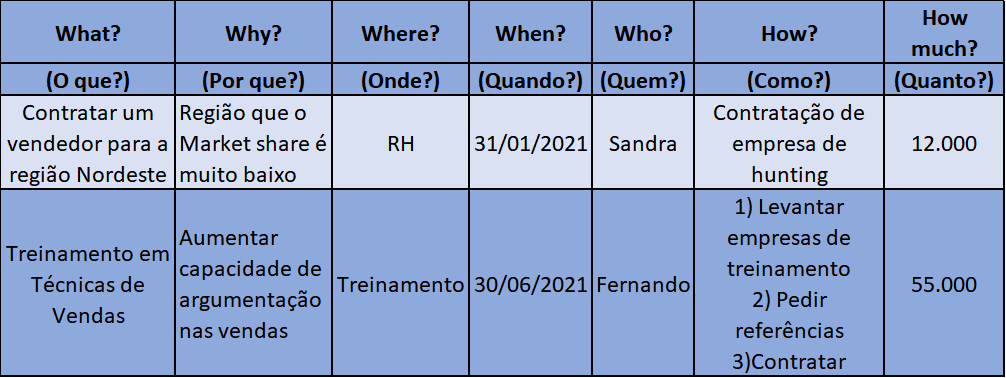 What?
Why?
Where?
When?
Who?
How?
How
much?
(O que?)
(Por que?)
(Onde?)
(Quando?)
(Quem?)
(Como?)
(Quanto?)
Contratar um
vendedor para a
região Nordeste
Região que o
Market share é
muito baixo
RH
31/01/2021
Sandra
Contratação de
empresa de
hunting
12.000
Treinamento em
Técnicas de
Vendas
Aumentar
capacidade de
argumentação
nas vendas
Treinamento
30/06/2021
Fernando
1) Levantar
empresas de
treinamento
2) Pedir
referências
3)Contratar
55.000